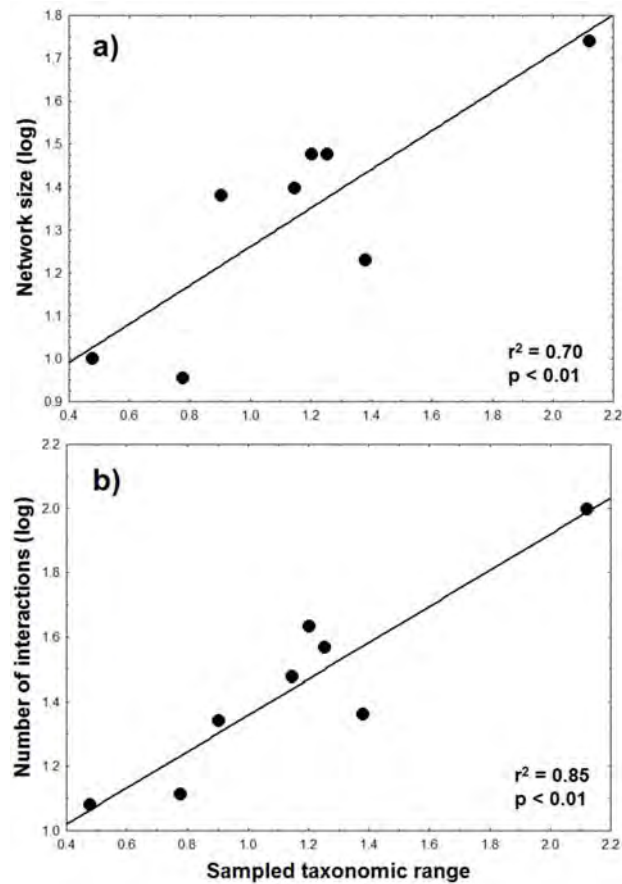 a)
Network size (log)
1.8
1.7
1.6
1.5
1.4
1.3
1.2
1.1
1.0
0.9
r² = 0.70
p < 0.01
0.4 0.6 0.8 1.0 1.2 1.4 1.6 1.8 2.0 2.2
b)
Number of interactions (log)
2.2
2.0
1.8
1.6
1.4
1.2
1.0
r² = 0.85
p < 0.01
0.4 0.6 0.8 1.0 1.2 1.4 1.6 1.8 2.0 2.2
Sampled taxonomic range